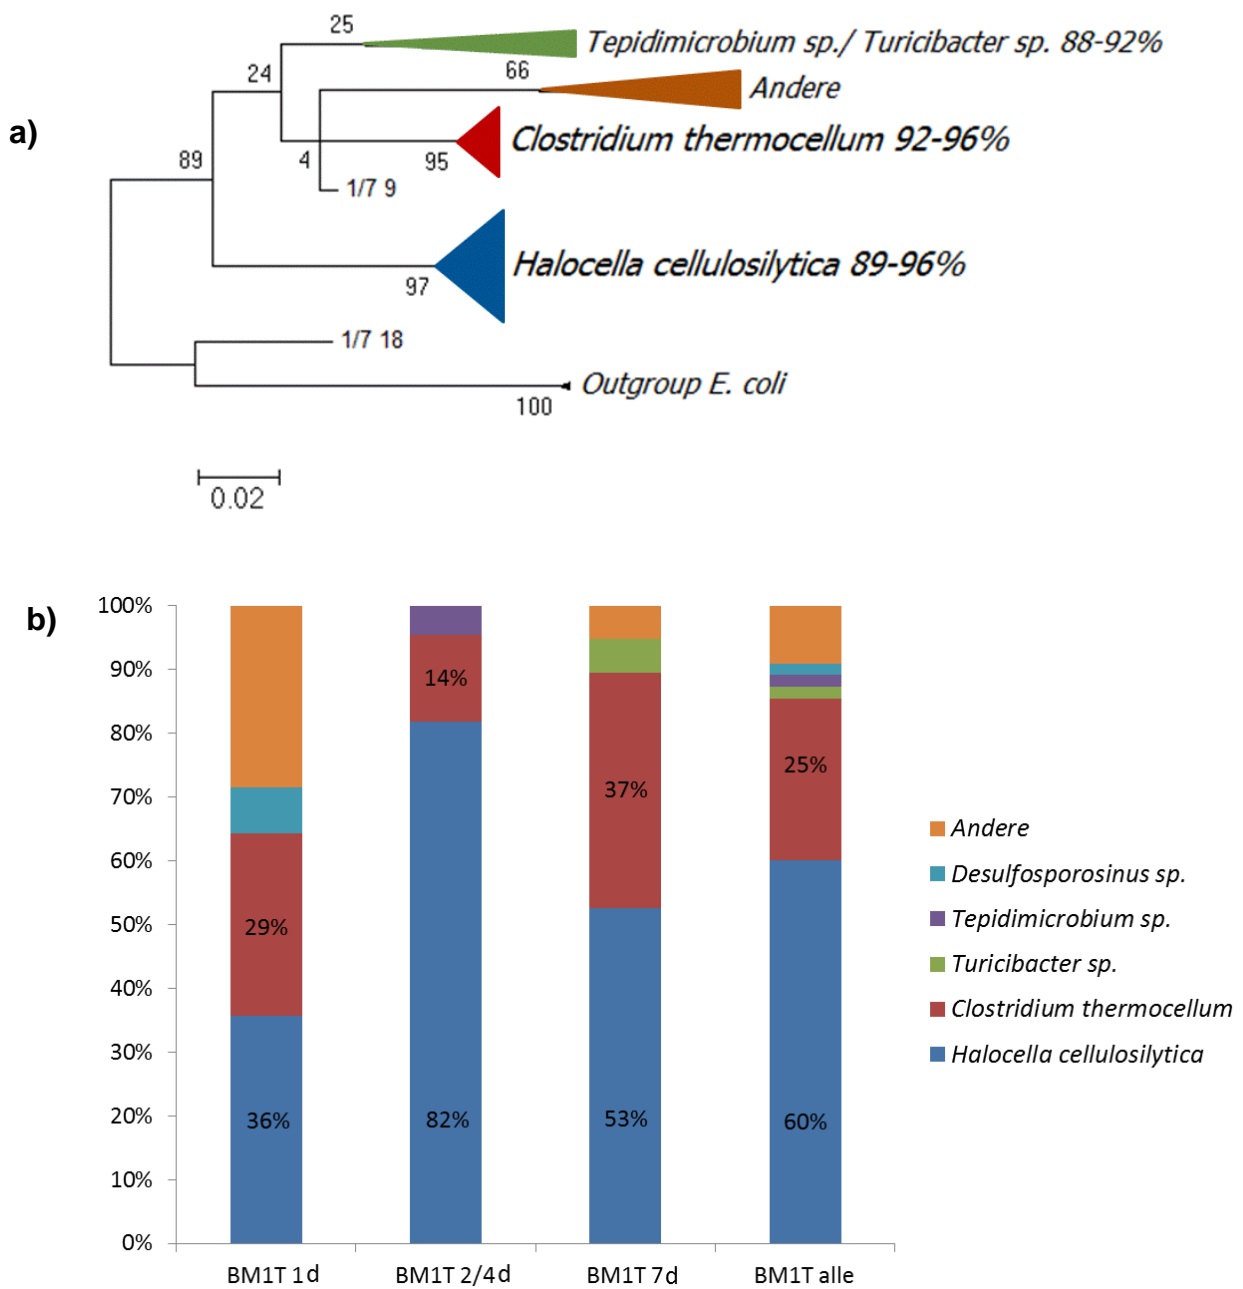 a)
25
Tepidimicrobium sp./ Turicibacter sp. 88-92%
24
66
Andere
Clostridium thermocellum 92-96%
4
95
89
1/7 9
Halocella cellulosilytica 89-96%
97
1/7 18
Outgroup E. coli
100
0.02
b)
100%
90%
80%
70%
60%
50%
40%
30%
20%
10%
0%
29%
36%
14%
82%
37%
53%
25%
60%
BM1T 1d
BM1T 2/4d
BM1T 7d
BM1T alle
Andere
Desulfosporosinus sp.
Tepidimicrobium sp.
Turicibacter sp.
Clostridium thermocellum
Halocella cellulosilytica